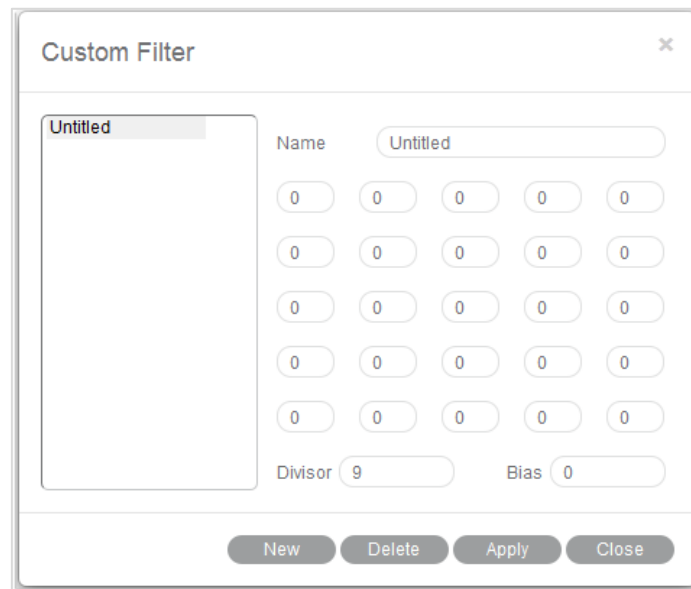 Custom Filter ×
Untitled
Name Untitled
0 0 0 0 0
0 0 0 0 0
0 0 0 0 0
0 0 0 0 0
0 0 0 0 0
Divisor 9 Bias 0
New Delete Apply Close